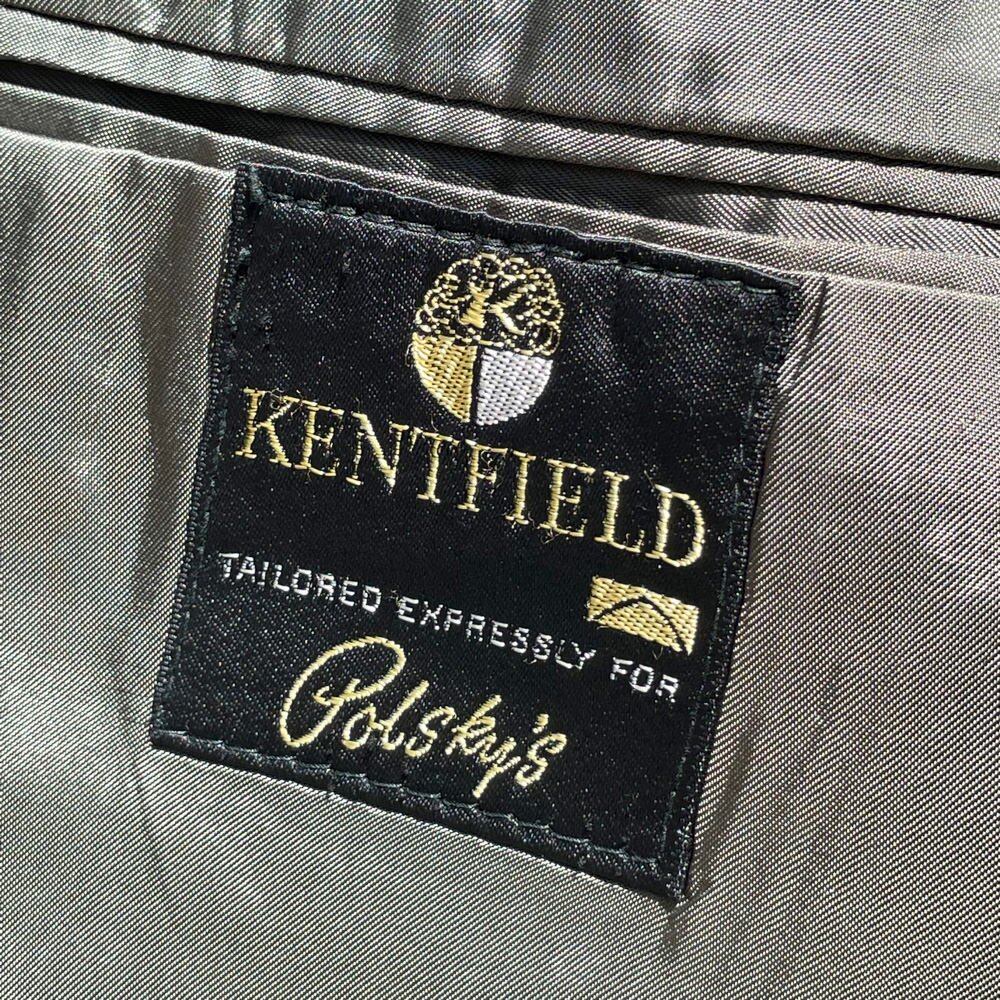 K
KENTFIELD
TAILORED EXPRESSLY FOR
Polsky's